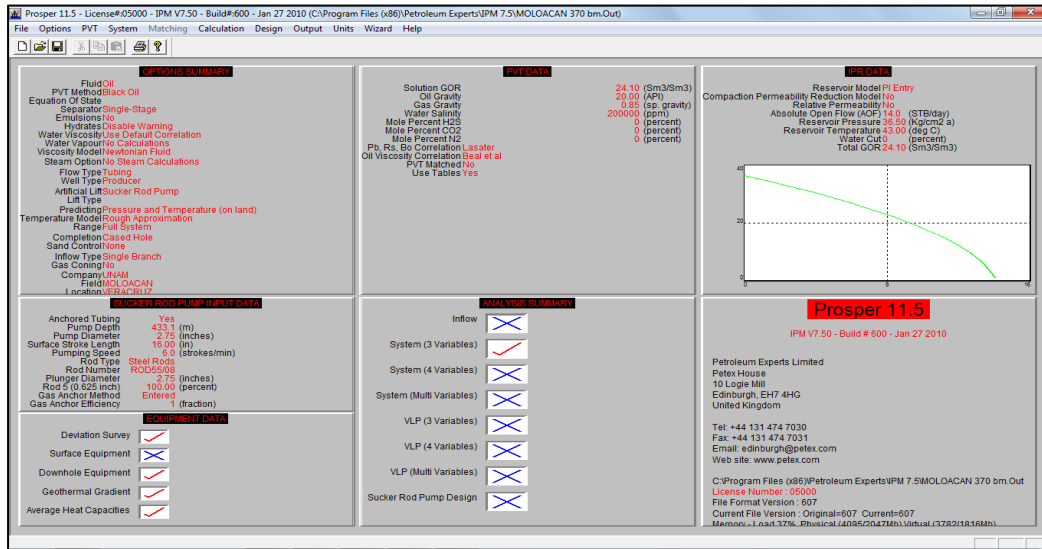 Prosper 11.5 - License#:05000 - IPM V7.50 - Build#:600 - Jan 27 2010 (C:\Program Files (x86)\Petroleum Experts\IPM 7.5\MOLOACAN 370 bm.Out)
File Options PVT System Matching Calculation Design Output Units Wizard Help
OPTIONS SUMMARY
Fluid Oil
PVT Method Black Oil
Equation Of State
Separator Single-Stage
Emulsions No
Hydrates Disable Warning
Water Viscosity Use Default Correlation
Water Vapour No Calculations
Viscosity Model Newtonian Fluid
Steam Option No Steam Calculations
Flow Type Tubing
Well Type Producer
Artificial Lift Sucker Rod Pump
Lift Type
Predicting Pressure and Temperature (on land)
Temperature Model Rough Approximation
Range Full System
Completion Cased Hole
Sand Control None
Inflow Type Single Branch
Gas Coning No
Company UNAM
Field MOLOACAN
Location VERACRUZ
PVT DATA
Solution GOR 24.10 (Sm3/Sm3)
Oil Gravity 20.00 (API)
Gas Gravity 0.85 (sp. gravity)
Water Salinity 200000 (ppm)
Mole Percent H2S 0 (percent)
Mole Percent CO2 0 (percent)
Mole Percent N2 0 (percent)
Pb, Rs, Bo Correlation Lasater
Oil Viscosity Correlation Beal et al
PVT Matched No
Use Tables Yes
IPR DATA
Reservoir Model PI Entry
Compaction Permeability Reduction Model No
Relative Permeability No
Absolute Open Flow (AOF) 14.0 (STB/day)
Reservoir Pressure 36.50 (Kg/cm2 a)
Reservoir Temperature 43.00 (deg C)
Water Cut 0 (percent)
Total GOR 24.10 (Sm3/Sm3)
40
20
0
8
16
SUCKER ROD PUMP INPUT DATA
Anchored Tubing Yes
Pump Depth 433.1 (m)
Pump Diameter 2.75 (inches)
Surface Stroke Length 16.00 (in)
Pumping Speed 6.0 (strokes/min)
Rod Type Steel Rods
Rod Number ROD55/08
Plunger Diameter 2.75 (inches)
Rod 5 (0.625 inch) 100.00 (percent)
Gas Anchor Method Entered
Gas Anchor Efficiency 1 (fraction)
EQUIPMENT DATA
Deviation Survey
Surface Equipment
Downhole Equipment
Geothermal Gradient
Average Heat Capacities
ANALYSIS SUMMARY
Inflow
System (3 Variables)
System (4 Variables)
System (Multi Variables)
VLP (3 Variables)
VLP (4 Variables)
VLP (Multi Variables)
Sucker Rod Pump Design
Prosper 11.5
IPM V7.50 - Build # 600 - Jan 27 2010
Petroleum Experts Limited
Petex House
10 Logie Mill
Edinburgh, EH7 4HG
United Kingdom
Tel: +44 131 474 7030
Fax: +44 131 474 7031
Email: edinburgh@petex.com
Web site: www.petex.com
C:\Program Files (x86)\Petroleum Experts\IPM 7.5\MOLOACAN 370 bm.Out
License Number : 05000
File Format Version : 607
Current File Version : Original=607 Current=607
Memory - Load 37% Physical (4095/2047Mb) Virtual (3782/1816Mb)